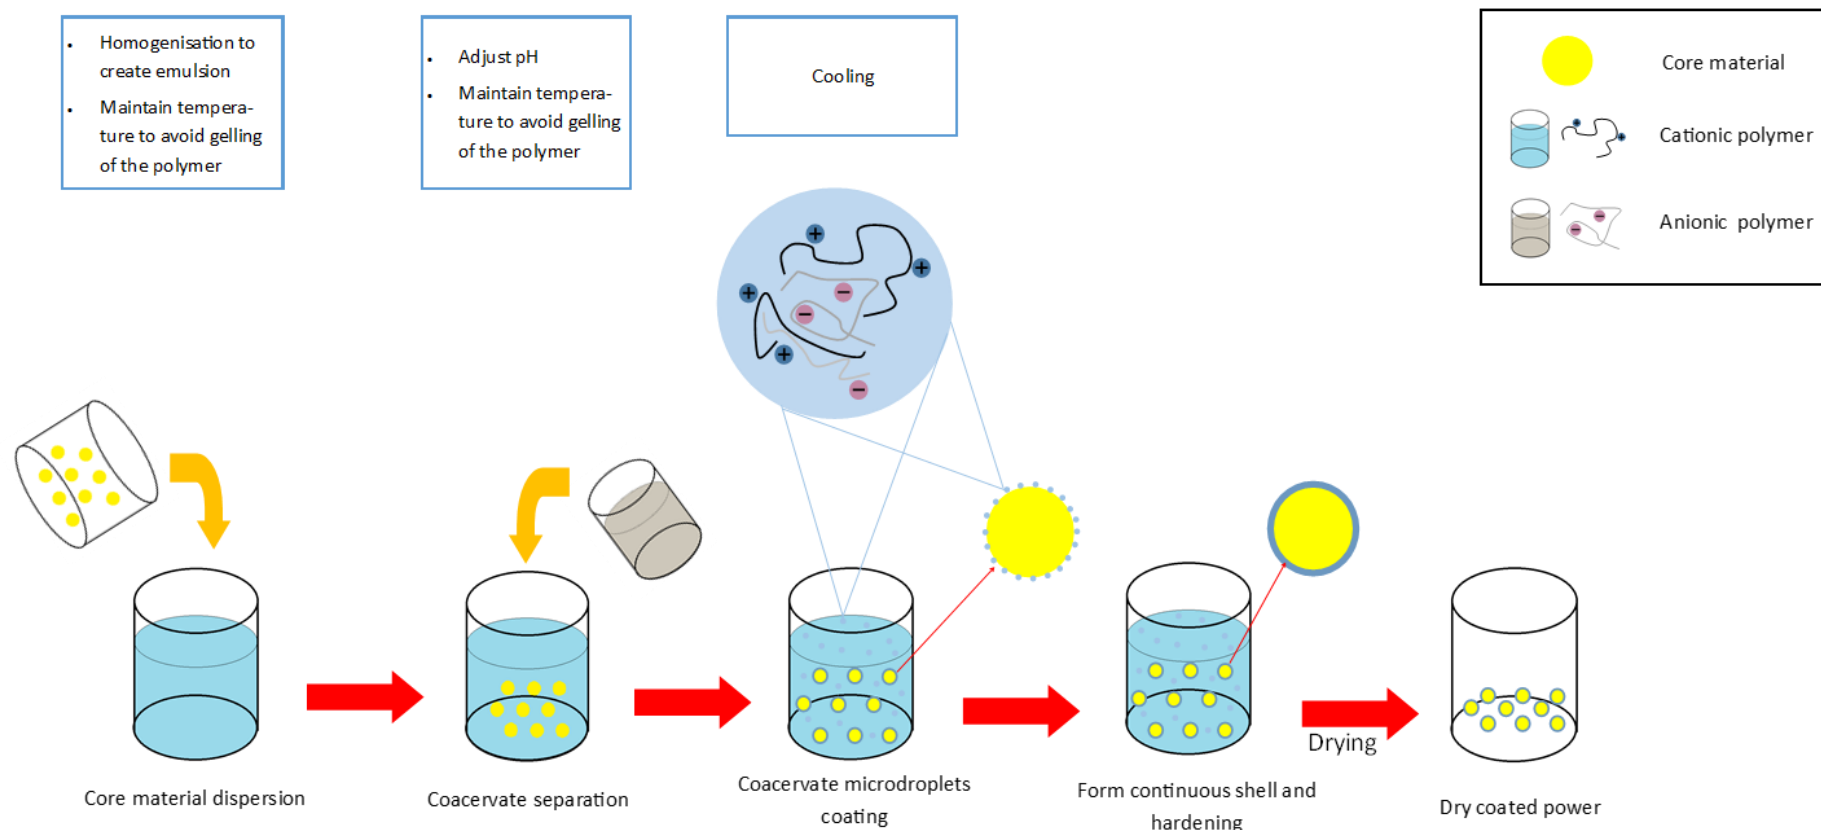 • Homogenisation to
create emulsion
• Maintain tempera-
ture to avoid gelling
of the polymer
• Adjust pH
• Maintain tempera-
ture to avoid gelling
of the polymer
Cooling
Core material
Cationic polymer
Anionic polymer
+
+
+
+
−
−
−
+
+
−
−
Drying
Core material dispersion
Coacervate separation
Coacervate microdroplets
coating
Form continuous shell and
hardening
Dry coated power